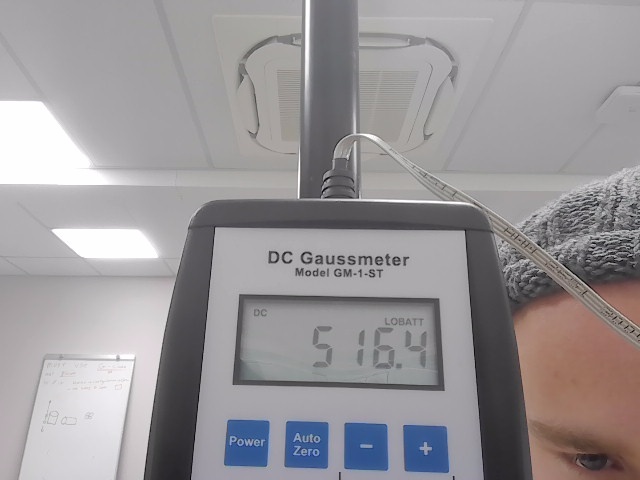 DC Gaussmeter
Model GM-1-ST
DC
LOBATT
516.4
Power
Auto
Zero
-
+